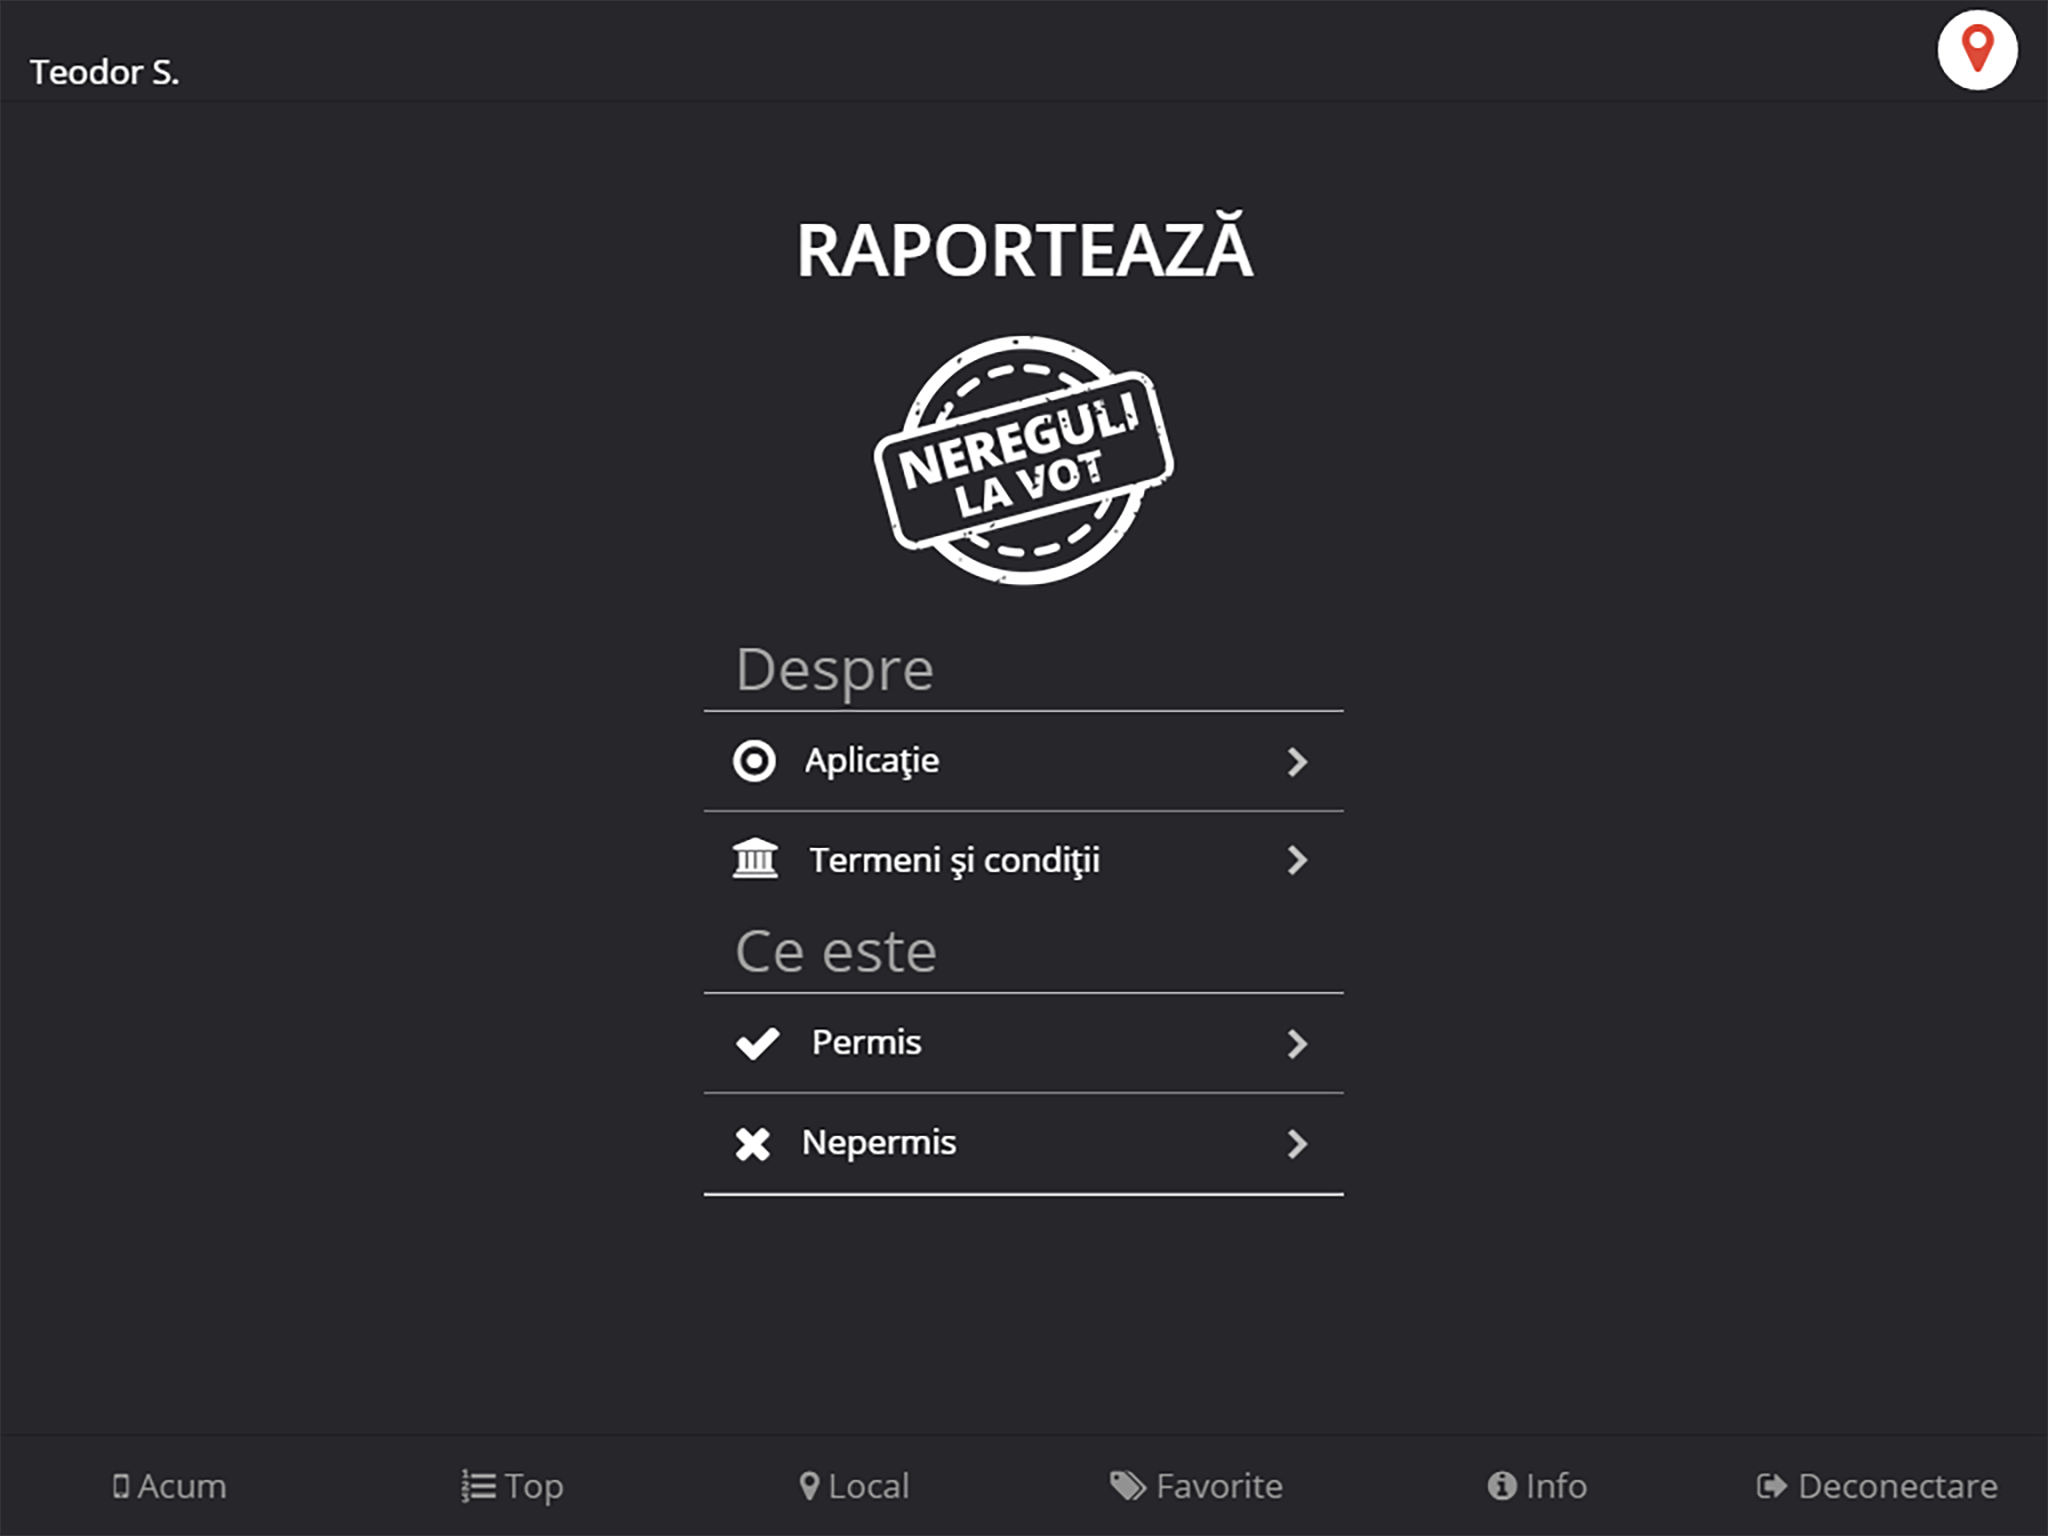 Teodor S.
RAPORTEAZĂ
NEREGULI
LA VOT
Despre
Aplicaţie
Termeni şi condiţii
Ce este
Permis
Nepermis
Acum
Top
Local
Favorite
Info
Deconectare